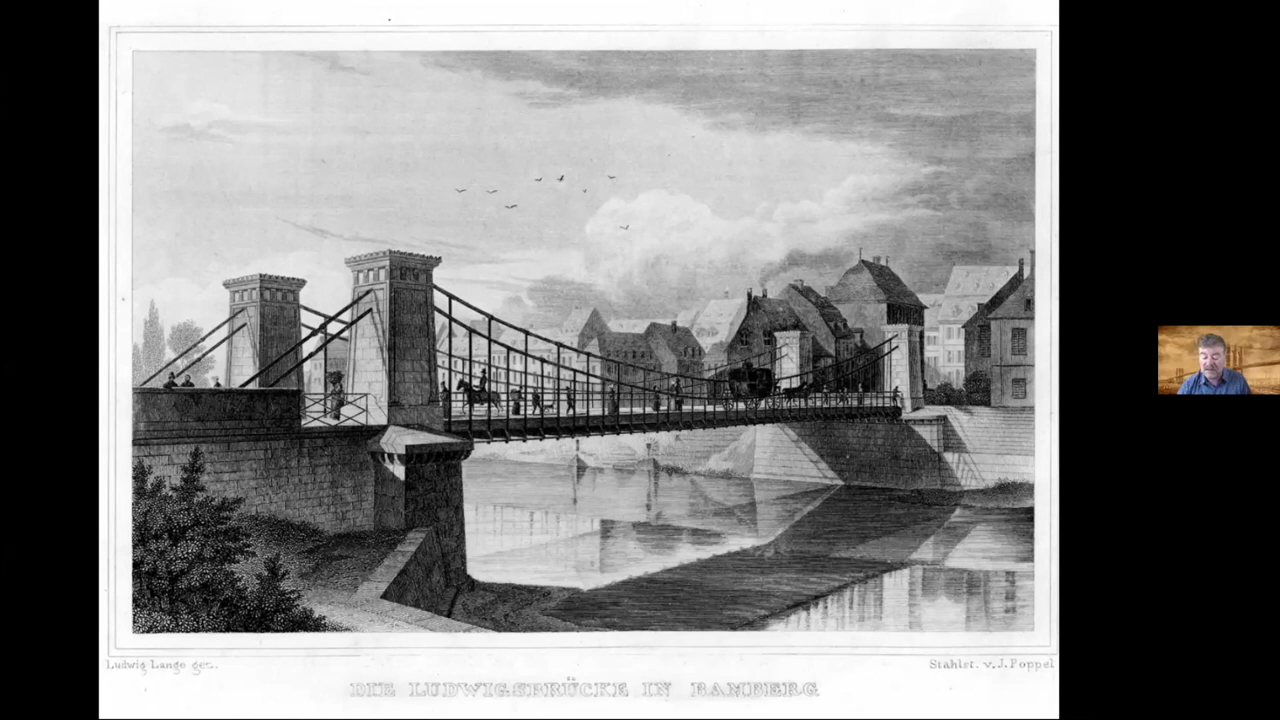 Ludwig Lange gez.
Stahlst. v. J. Poppel
DIE LUDWIGSBRÜCKE IN BAMBERG